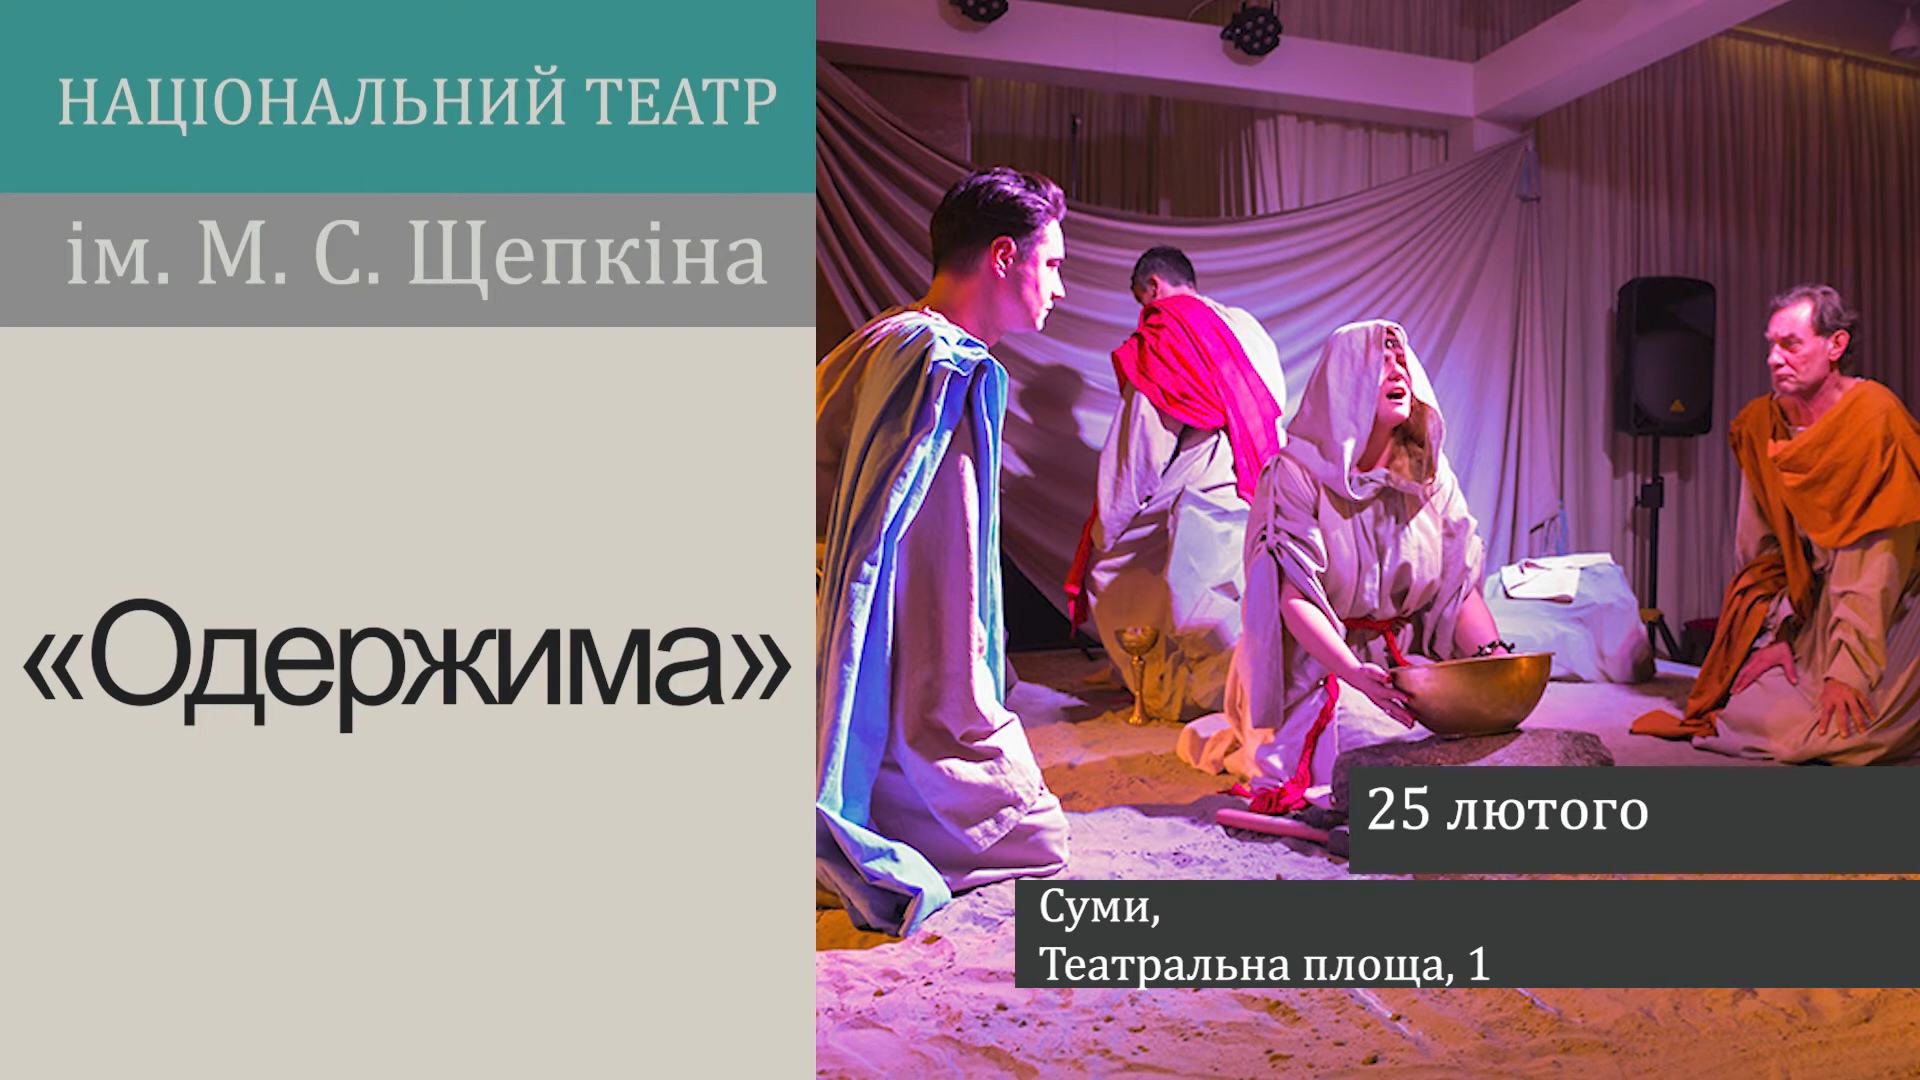 НАЦІОНАЛЬНИЙ ТЕАТР
ім. М. С. Щепкіна
«Одержима»
25 лютого
Суми,
Театральна площа, 1